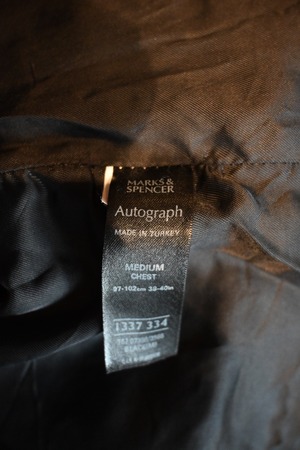 MARKS &
SPENCER
Autograph
MADE IN TURKEY
MEDIUM
CHEST
97-102cm 38-40in
1337 334